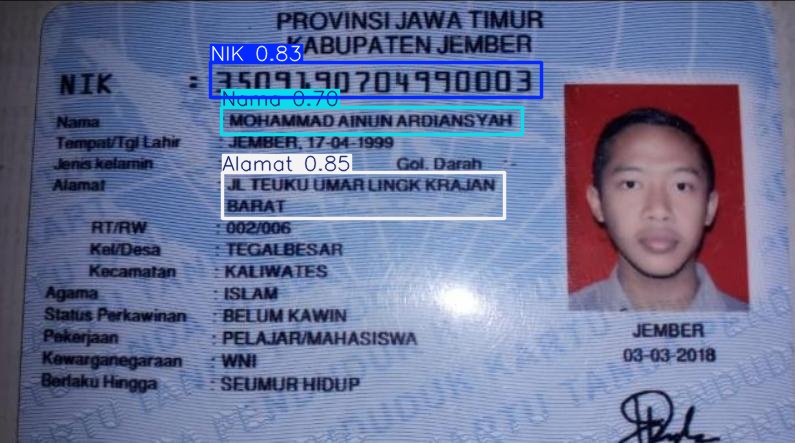 PROVINSI JAWA TIMUR
KABUPATEN JEMBER
NIK 0.83
NIK : 3509190704990003
Nama 0.70
Nama MOHAMMAD AINUN ARDIANSYAH
Tempat/Tgl Lahir : JEMBER, 17-04-1999
Alamat 0.85
Jenis kelamin Gol. Darah : -
Alamat JL TEUKU UMAR LINGK KRAJAN
BARAT
RT/RW : 002/006
Kel/Desa : TEGALBESAR
Kecamatan : KALIWATES
Agama : ISLAM
Status Perkawinan : BELUM KAWIN
Pekerjaan : PELAJAR/MAHASISWA
Kewarganegaraan : WNI
Berlaku Hingga : SEUMUR HIDUP
JEMBER
03-03-2018